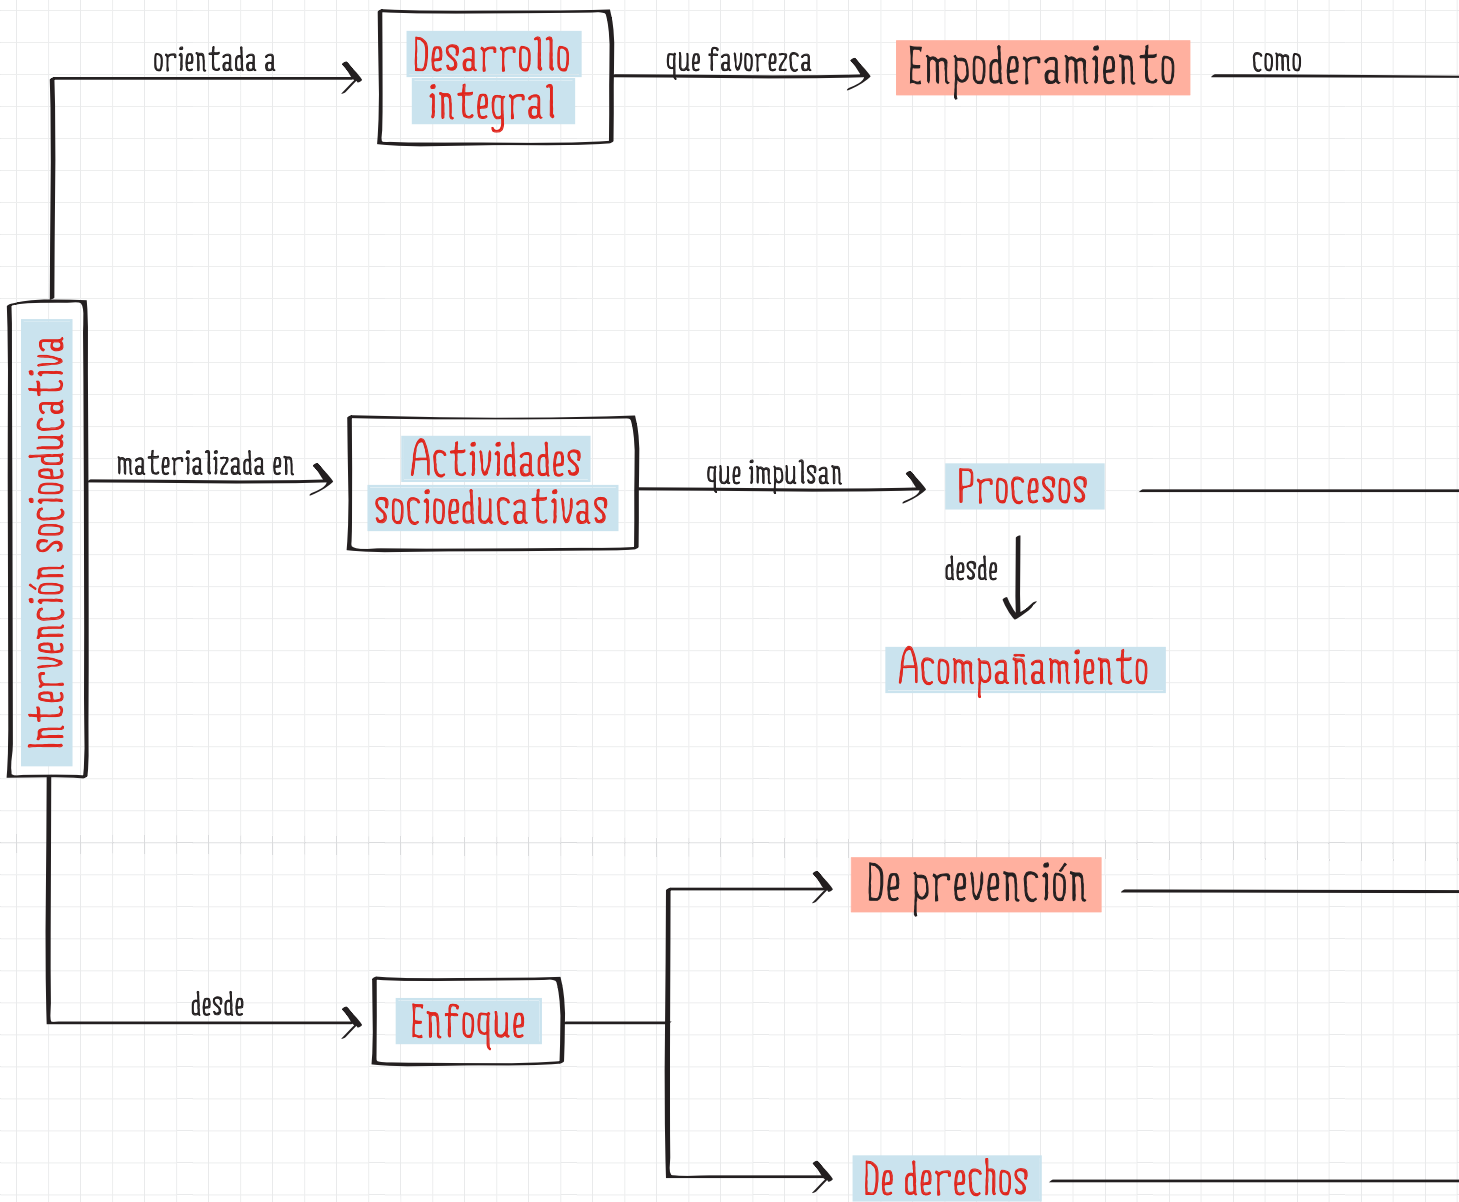 orientada a
Desarrollo
integral
que favorezca
Empoderamiento
como
Intervención socioeducativa
materializada en
Actividades
socioeducativas
que impulsan
Procesos
desde
Acompañamiento
desde
Enfoque
De prevención
De derechos